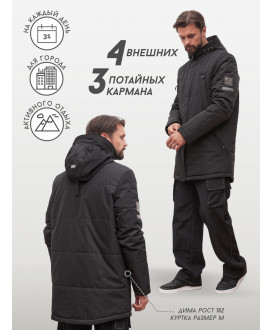 НА КАЖДЫЙ ДЕНЬ
31
ДЛЯ ГОРОДА
АКТИВНОГО ОТДЫХА
4 ВНЕШНИХ
3 ПОТАЙНЫХ
КАРМАНА
ДИМА РОСТ 182
КУРТКА РАЗМЕР M